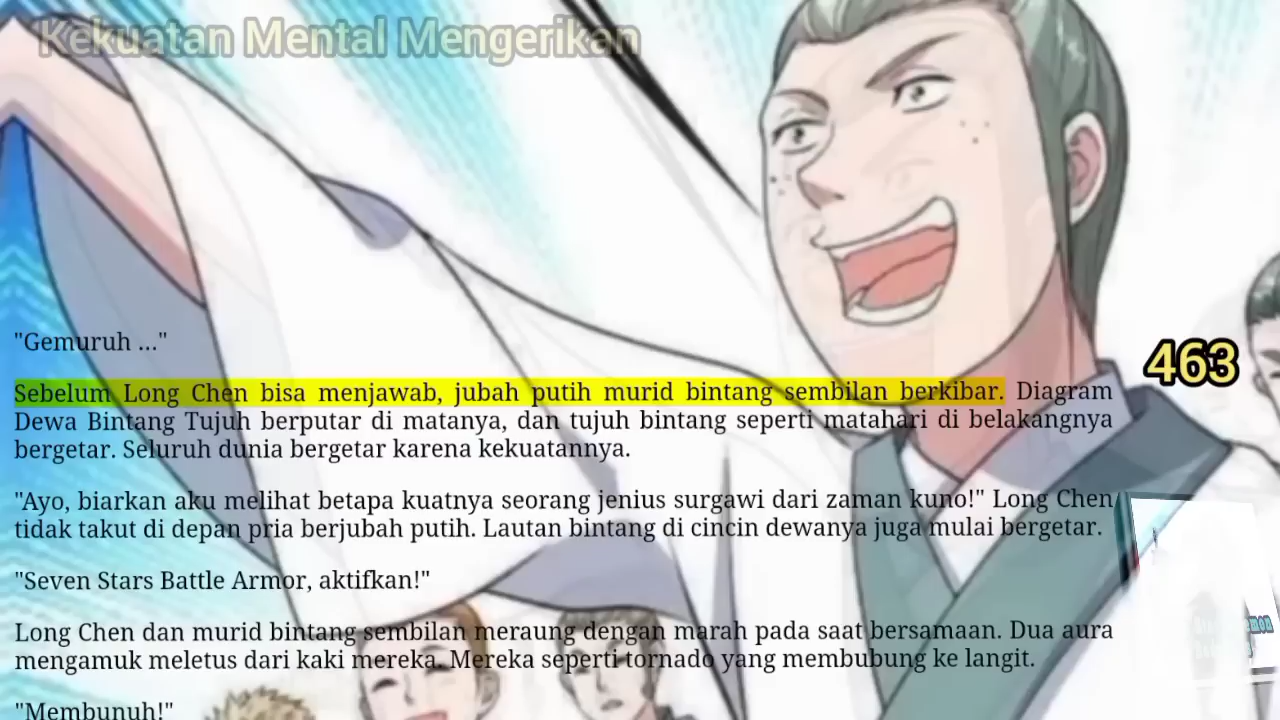 Kekuatan Mental Mengerikan
"Gemuruh ..."
463
Sebelum Long Chen bisa menjawab, jubah putih murid bintang sembilan berkibar. Diagram
Dewa Bintang Tujuh berputar di matanya, dan tujuh bintang seperti matahari di belakangnya
bergetar. Seluruh dunia bergetar karena kekuatannya.
"Ayo, biarkan aku melihat betapa kuatnya seorang jenius surgawi dari zaman kuno!" Long Chen
tidak takut di depan pria berjubah putih. Lautan bintang di cincin dewanya juga mulai bergetar.
"Seven Stars Battle Armor, aktifkan!"
Long Chen dan murid bintang sembilan meraung dengan marah pada saat bersamaan. Dua aura
mengamuk meletus dari kaki mereka. Mereka seperti tornado yang membubung ke langit.
"Membunuh!"